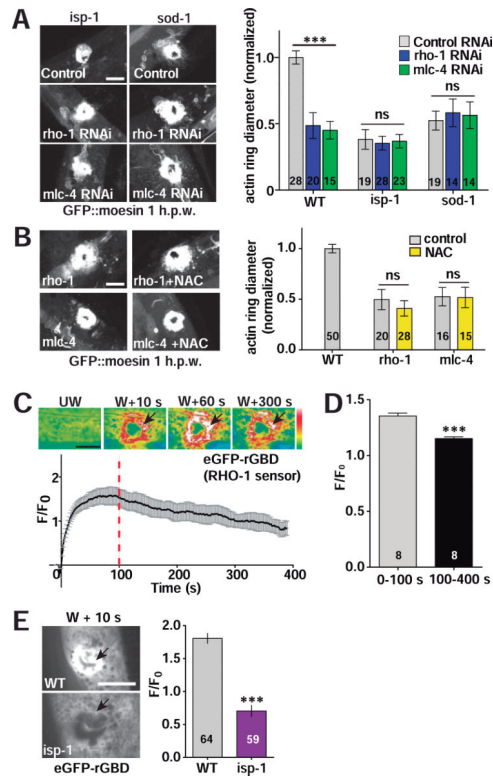 A
isp-1 sod-1
Control Control
rho-1 RNAi rho-1 RNAi
mlc-4 RNAi mlc-4 RNAi
GFP::moesin 1 h.p.w.
actin ring diameter (normalized)
1.0
0.5
0.0
Control RNAi
rho-1 RNAi
mlc-4 RNAi
*** ns ns
28 20 15 19 28 23 19 14 14
WT isp-1 sod-1
B
rho-1 rho-1+NAC
mlc-4 mlc-4 +NAC
GFP::moesin 1 h.p.w.
actin ring diameter
(normalized)
1.0
0.5
0.0
control
NAC
ns ns
50 20 28 16 15
WT rho-1 mlc-4
C
UW W+10 s W+60 s W+300 s
eGFP-rGBD
(RHO-1 sensor)
F/F0
2
1
0
0 100 200 300 400
Time (s)
D
F/F0
1.5
1.0
0.5
0.0
***
8 8
0-100 s 100-400 s
E
W + 10 s
WT
isp-1
eGFP-rGBD
F/F0
2.0
1.5
1.0
0.5
0.0
***
64 59
WT isp-1